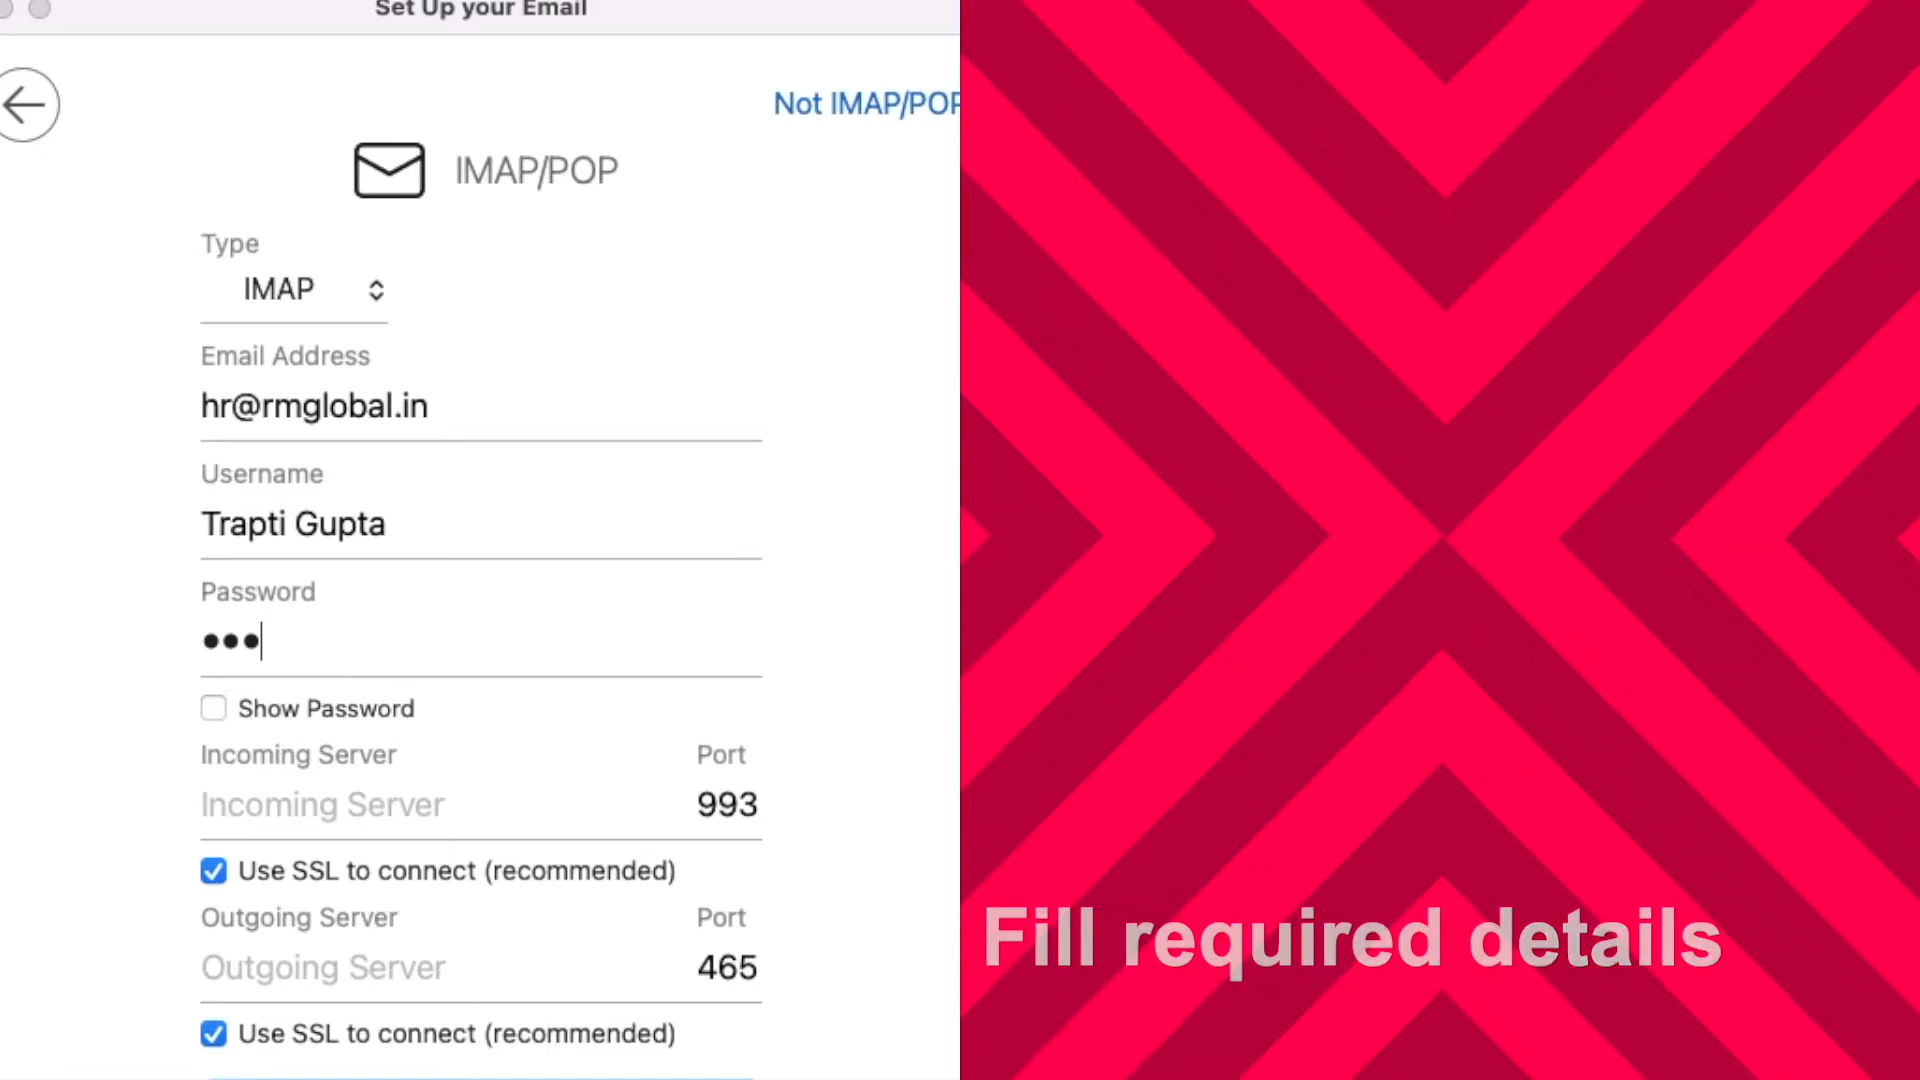 Set Up your Email
Not IMAP/POP
IMAP/POP
Type
IMAP
Email Address
hr@rmglobal.in
Username
Trapti Gupta
Password
Show Password
Incoming Server Port
Incoming Server 993
Use SSL to connect (recommended)
Outgoing Server Port
Outgoing Server 465
Use SSL to connect (recommended)
Fill required details